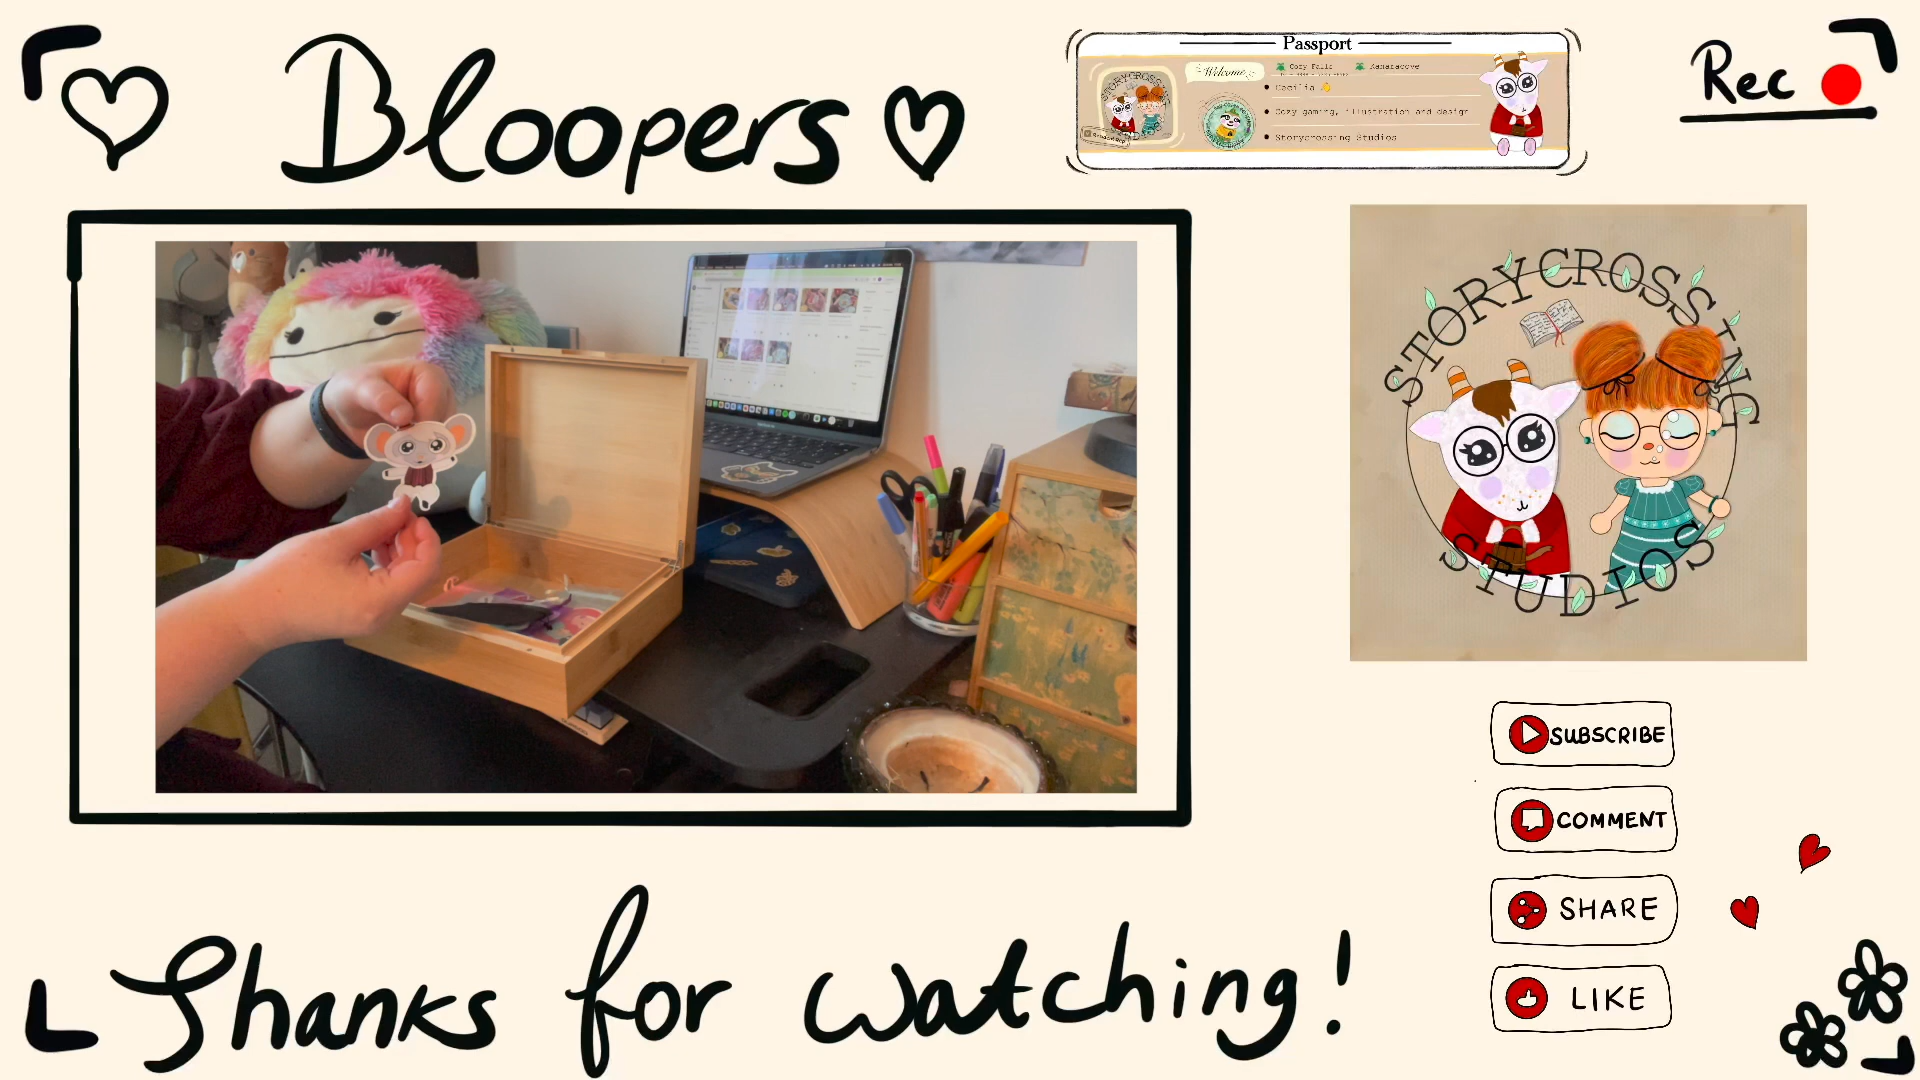 Bloopers
Passport
Welcome
Cozy Falls
Cecilia
Cozy gaming, illustration and design
Storycrossing Studios
Rec
STORYCROSSING
STUDIOS
SUBSCRIBE
COMMENT
SHARE
LIKE
Thanks for watching!